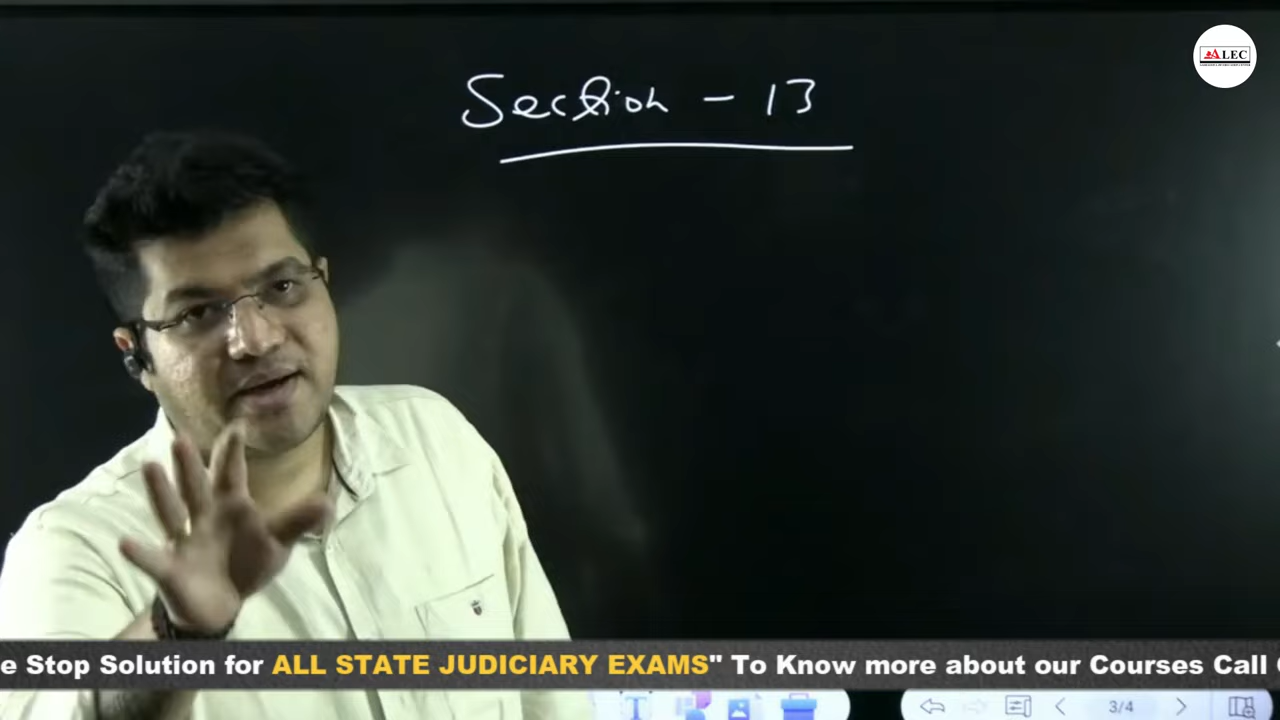 ALEC
Section - 13
e Stop Solution for ALL STATE JUDICIARY EXAMS" To Know more about our Courses Call
T
3/4